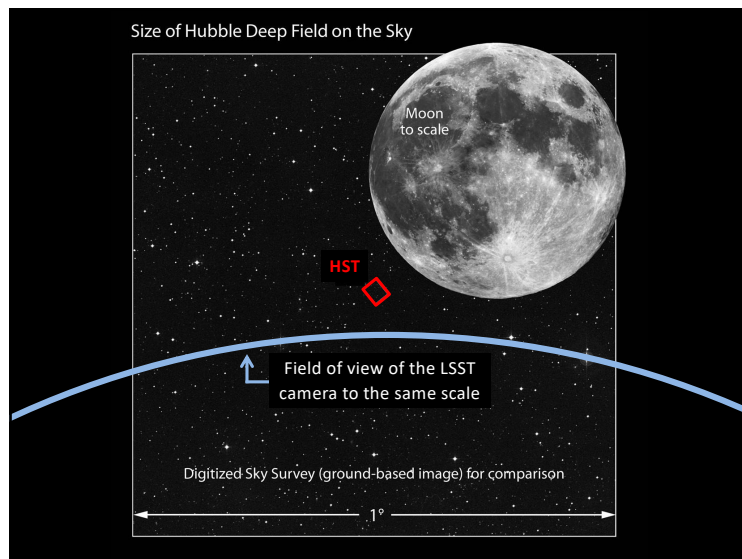 Size of Hubble Deep Field on the Sky
Moon
to scale
HST
Field of view of the LSST
camera to the same scale
Digitized Sky Survey (ground-based image) for comparison
1°